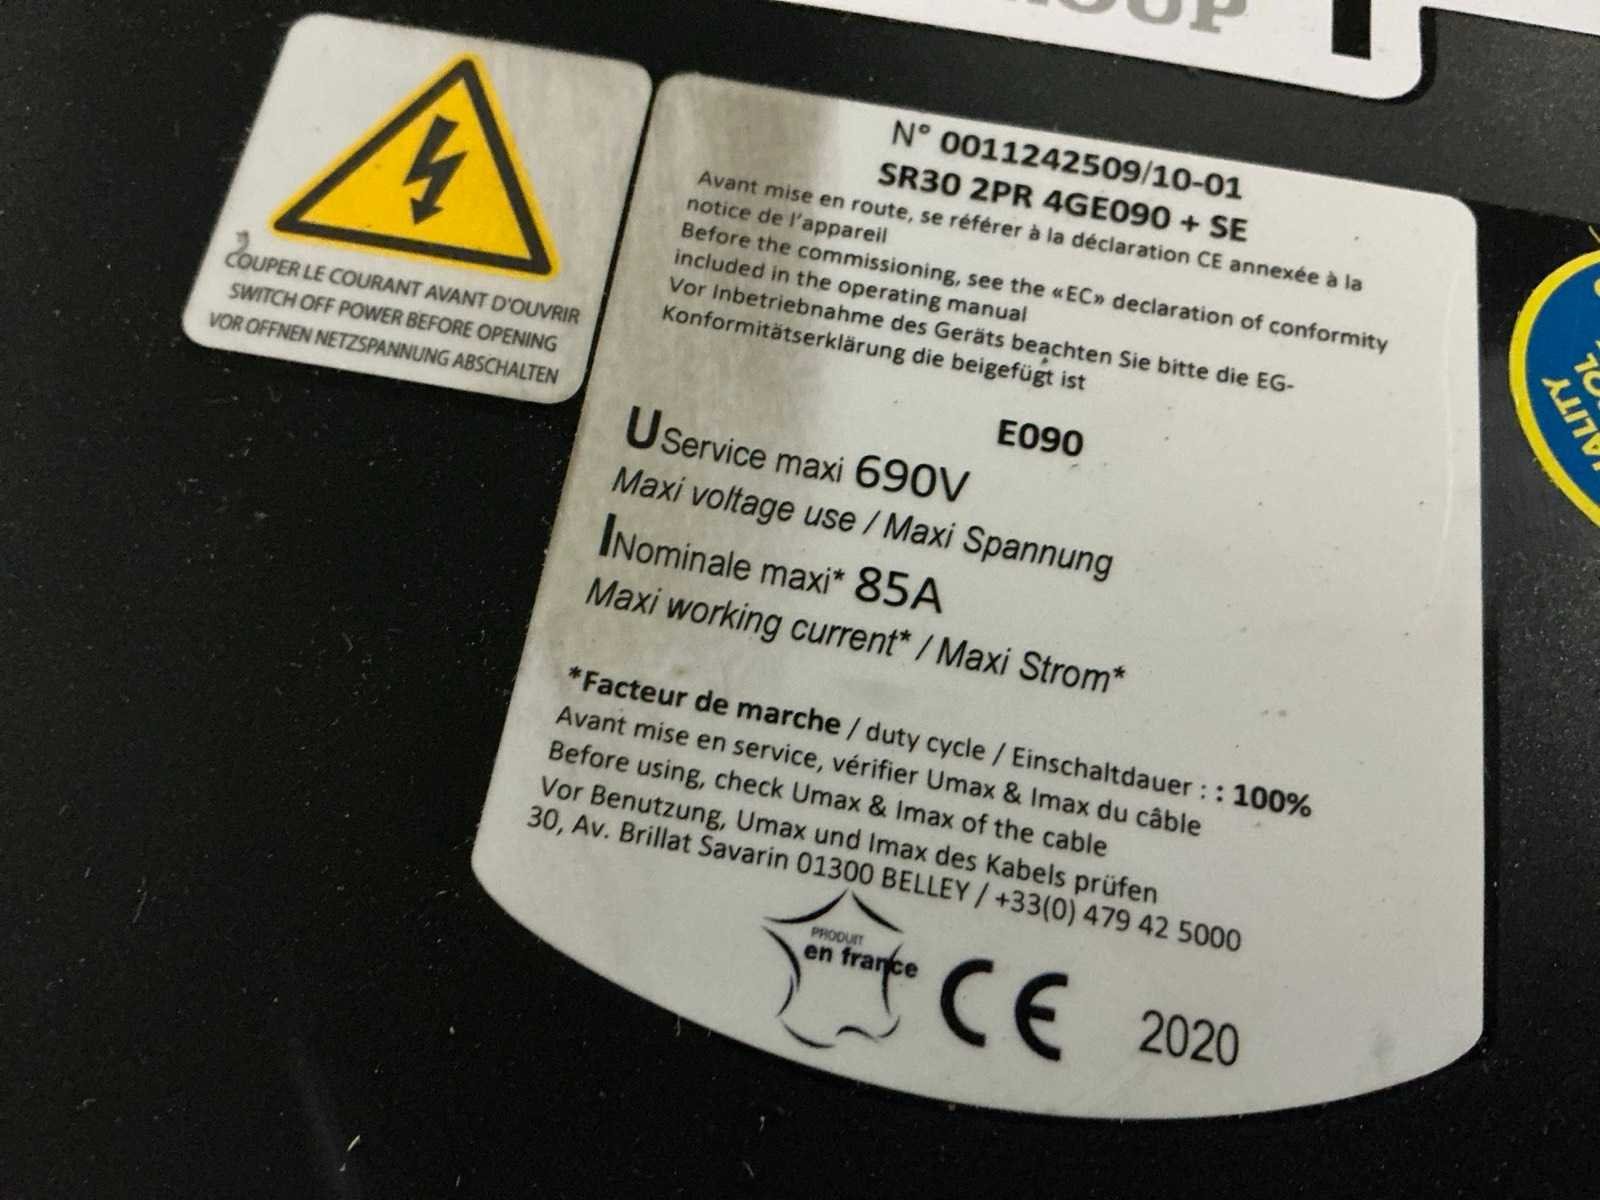 GROUP
COUPER LE COURANT AVANT D'OUVRIR
SWITCH OFF POWER BEFORE OPENING
VOR OFFNEN NETZSPANNUNG ABSCHALTEN
N° 0011242509/10-01
SR30 2PR 4GE090 + SE
Avant mise en route, se référer à la déclaration CE annexée à la
notice de l'appareil
Before the commissioning, see the «EC» declaration of conformity
included in the operating manual
Vor Inbetriebnahme des Geräts beachten Sie bitte die EG-
Konformitätserklärung die beigefügt ist
E090
U Service maxi 690V
Maxi voltage use / Maxi Spannung
I Nominale maxi* 85A
Maxi working current* / Maxi Strom*
*Facteur de marche / duty cycle / Einschaltdauer : : 100%
Avant mise en service, vérifier Umax & Imax du câble
Before using, check Umax & Imax of the cable
Vor Benutzung, Umax und Imax des Kabels prüfen
30, Av. Brillat Savarin 01300 BELLEY / +33(0) 479 42 5000
PRODUIT
en france
CE
2020